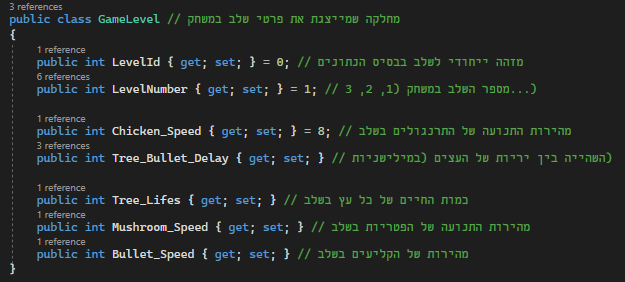 3 references
public class GameLevel // מחלקה שמייצגת את פרטי שלב במשחק
{
1 reference
public int LevelId { get; set; } = 0; // מזהה ייחודי לשלב בבסיס הנתונים
6 references
public int LevelNumber { get; set; } = 1; // מספר השלב במשחק (1, 2, 3...)
1 reference
public int Chicken_Speed { get; set; } = 8; // מהירות התנועה של התרנגולים בשלב
3 references
public int Tree_Bullet_Delay { get; set; } // השהייה בין יריות של העצים (במילישניות)
1 reference
public int Tree_Lifes { get; set; } // כמות החיים של כל עץ בשלב
1 reference
public int Mushroom_Speed { get; set; } // מהירות התנועה של הפטריות בשלב
1 reference
public int Bullet_Speed { get; set; } // מהירות של הקליעים בשלב
}